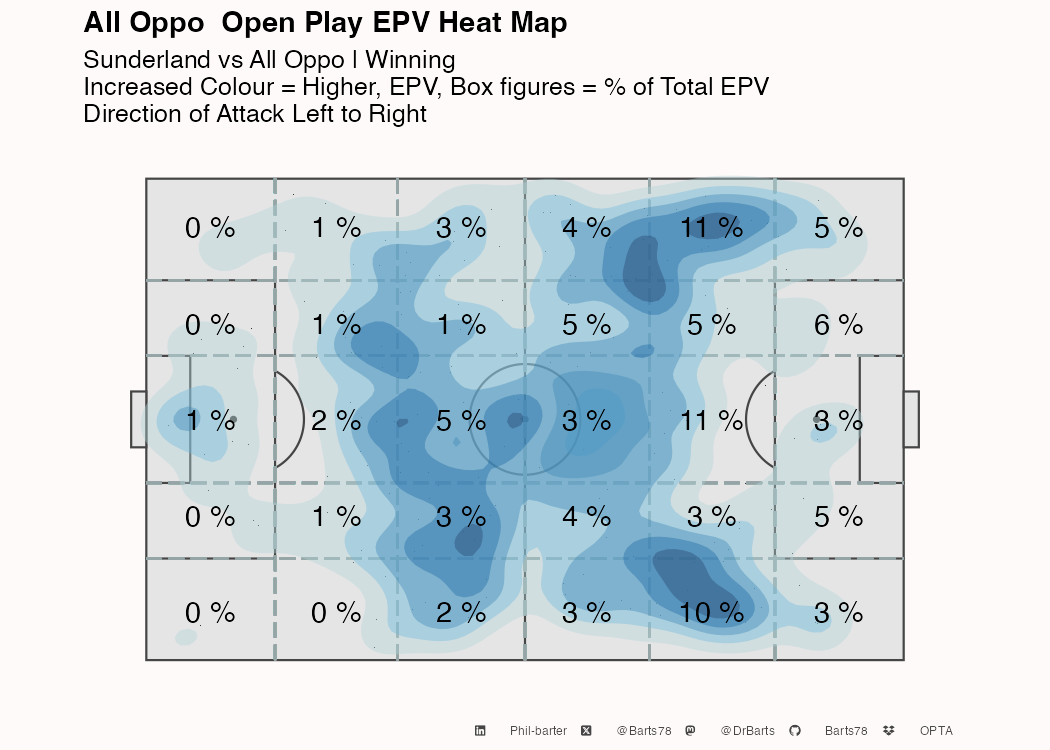 All Oppo  Open Play EPV Heat Map
Sunderland vs All Oppo | Winning
Increased Colour = Higher, EPV, Box figures = % of Total EPV
Direction of Attack Left to Right
0 % 1 % 3 % 4 % 11 % 5 %
0 % 1 % 1 % 5 % 5 % 6 %
1 % 2 % 5 % 3 % 11 % 3 %
0 % 1 % 3 % 4 % 3 % 5 %
0 % 0 % 2 % 3 % 10 % 3 %
Phil-barter @Barts78 @DrBarts Barts78 OPTA